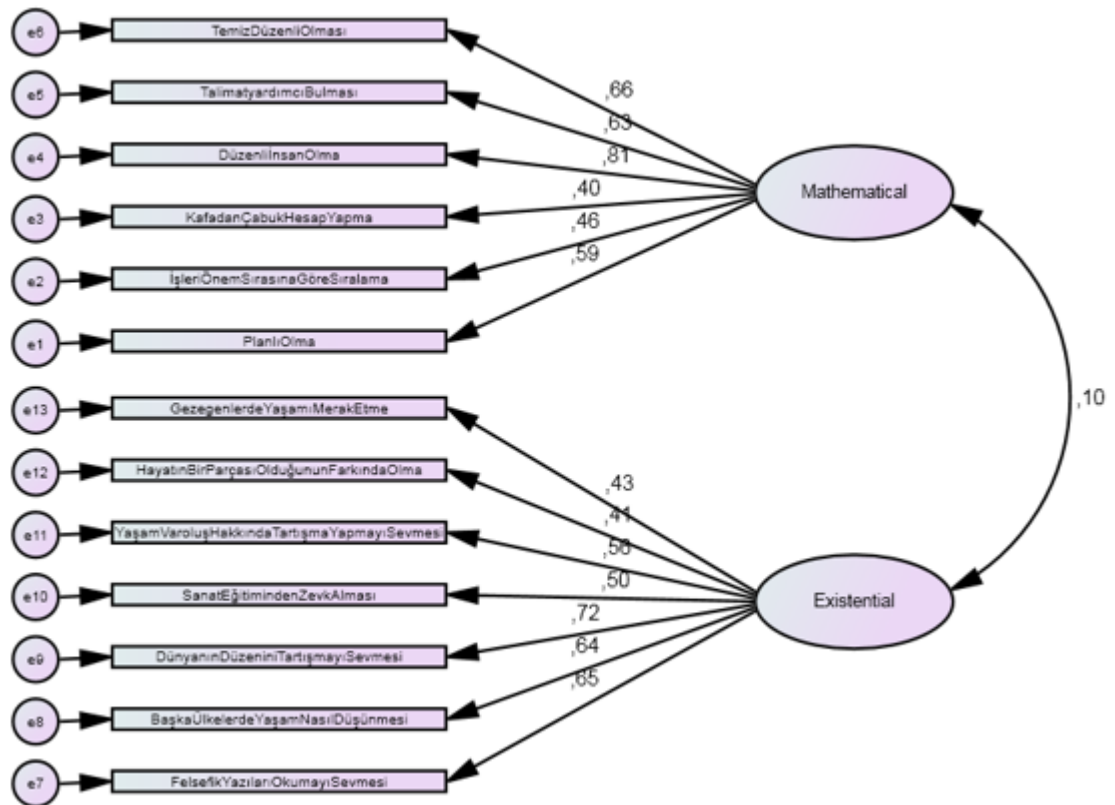 e6 TemizDüzenliOlması
,66
e5 TalimatyardımcıBulması
,63
e4 DüzenliİnsanOlma
,81
Mathematical
e3 KafadanÇabukHesapYapma
,40
e2 İşleriÖnemSırasınaGöreSıralama
,46
e1 PlanlıOlma
,59
,10
e13 GezegenlerdeYaşamıMerakEtme
,43
e12 HayatınBirParçasıOlduğununFarkındaOlma
,41
e11 YaşamVaroluşHakkındaTartışmaYapmayıSevmesi
e10 SanatEğitimindenZevkAlması
,50
Existential
e9 DünyanınDüzeniniTartışmayıSevmesi
,72
e8 BaşkaÜlkelerdeYaşamNasılDüşünmesi
,64
e7 FelsefikYazılarıOkumayıSevmesi
,65